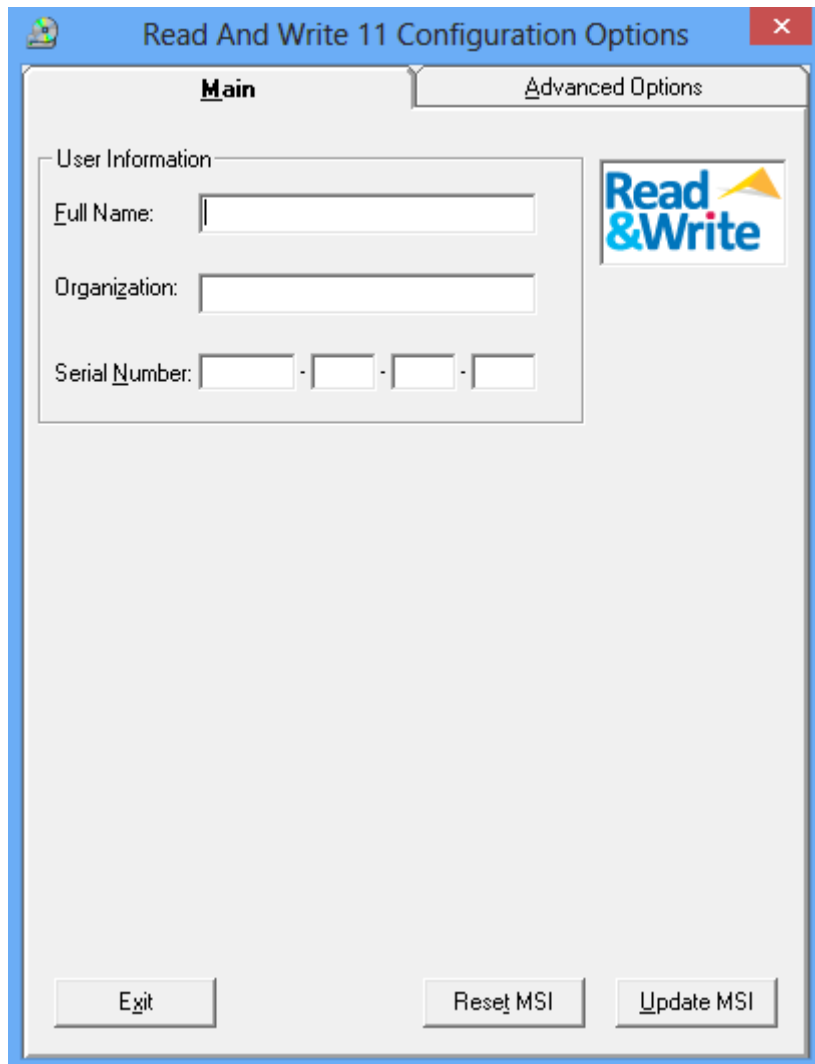 Read And Write 11 Configuration Options
Main
Advanced Options
User Information
Full Name:
Read
&Write
Organization:
Serial Number: - - -
Exit
Reset MSI
Update MSI